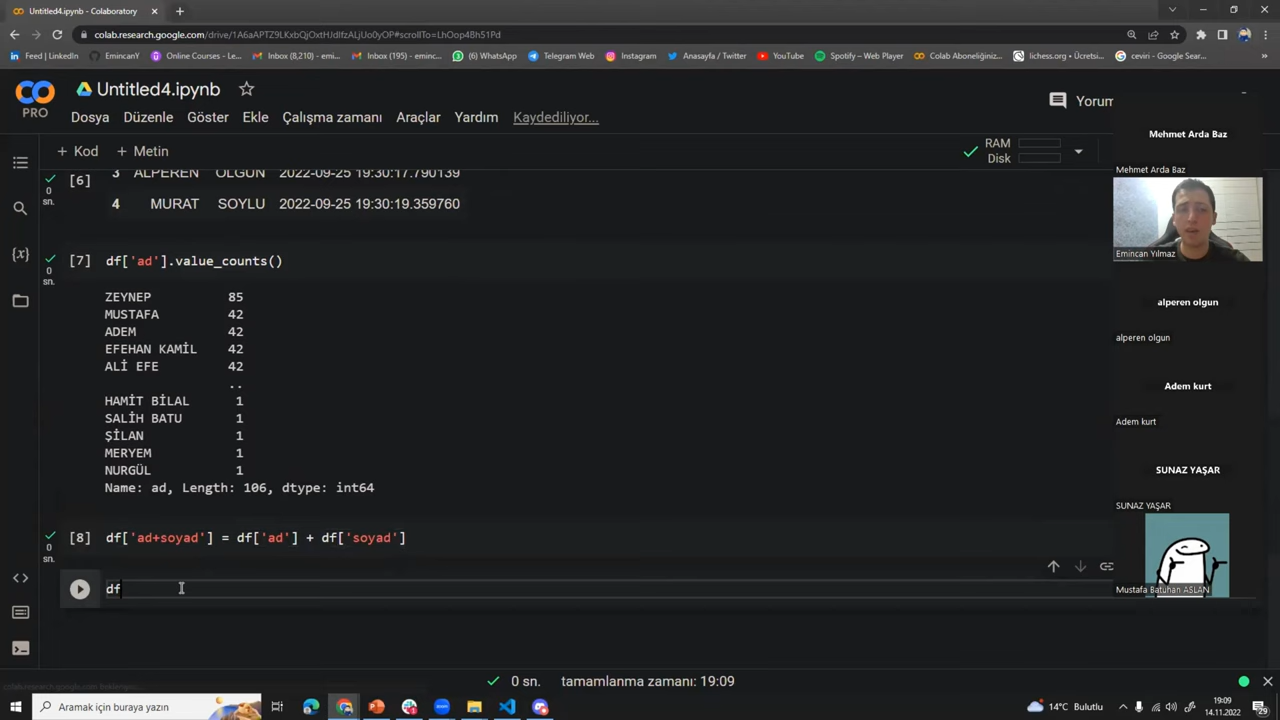 Untitled4.ipynb - Colaboratory
colab.research.google.com/drive/1A6aAPTZ9LKxbQjOxtHJdIfzALjUo0yOP#scrollTo=LhOop4Bh51Pd
Feed | LinkedIn
EmincanY
Online Courses - Le...
Inbox (8,210) - emi...
Inbox (195) - eminc...
(6) WhatsApp
Telegram Web
Instagram
Anasayfa / Twitter
YouTube
Spotify – Web Player
Colab Aboneliğiniz...
lichess.org • Ücretsi...
ceviri - Google Sear...
PRO
Untitled4.ipynb
Dosya Düzenle Göster Ekle Çalışma zamanı Araçlar Yardım Kaydediliyor...
Yorum
+ Kod + Metin
RAM
Disk
[6]
0
sn.
3 ALPEREN OLGUN 2022-09-25 19:30:17.790139
4 MURAT SOYLU 2022-09-25 19:30:19.359760
[7] df['ad'].value_counts()
0
sn.
ZEYNEP 85
MUSTAFA 42
ADEM 42
EFEHAN KAMİL 42
ALİ EFE 42
..
HAMİT BİLAL 1
SALİH BATU 1
ŞİLAN 1
MERYEM 1
NURGÜL 1
Name: ad, Length: 106, dtype: int64
[8] df['ad+soyad'] = df['ad'] + df['soyad']
0
sn.
df
0 sn. tamamlanma zamanı: 19:09
Mehmet Arda Baz
Mehmet Arda Baz
Emincan Yılmaz
alperen olgun
alperen olgun
Adem kurt
Adem kurt
SUNAZ YAŞAR
SUNAZ YAŞAR
Mustafa Batuhan ASLAN
Aramak için buraya yazın
14°C Bulutlu
19:09
14.11.2022
29